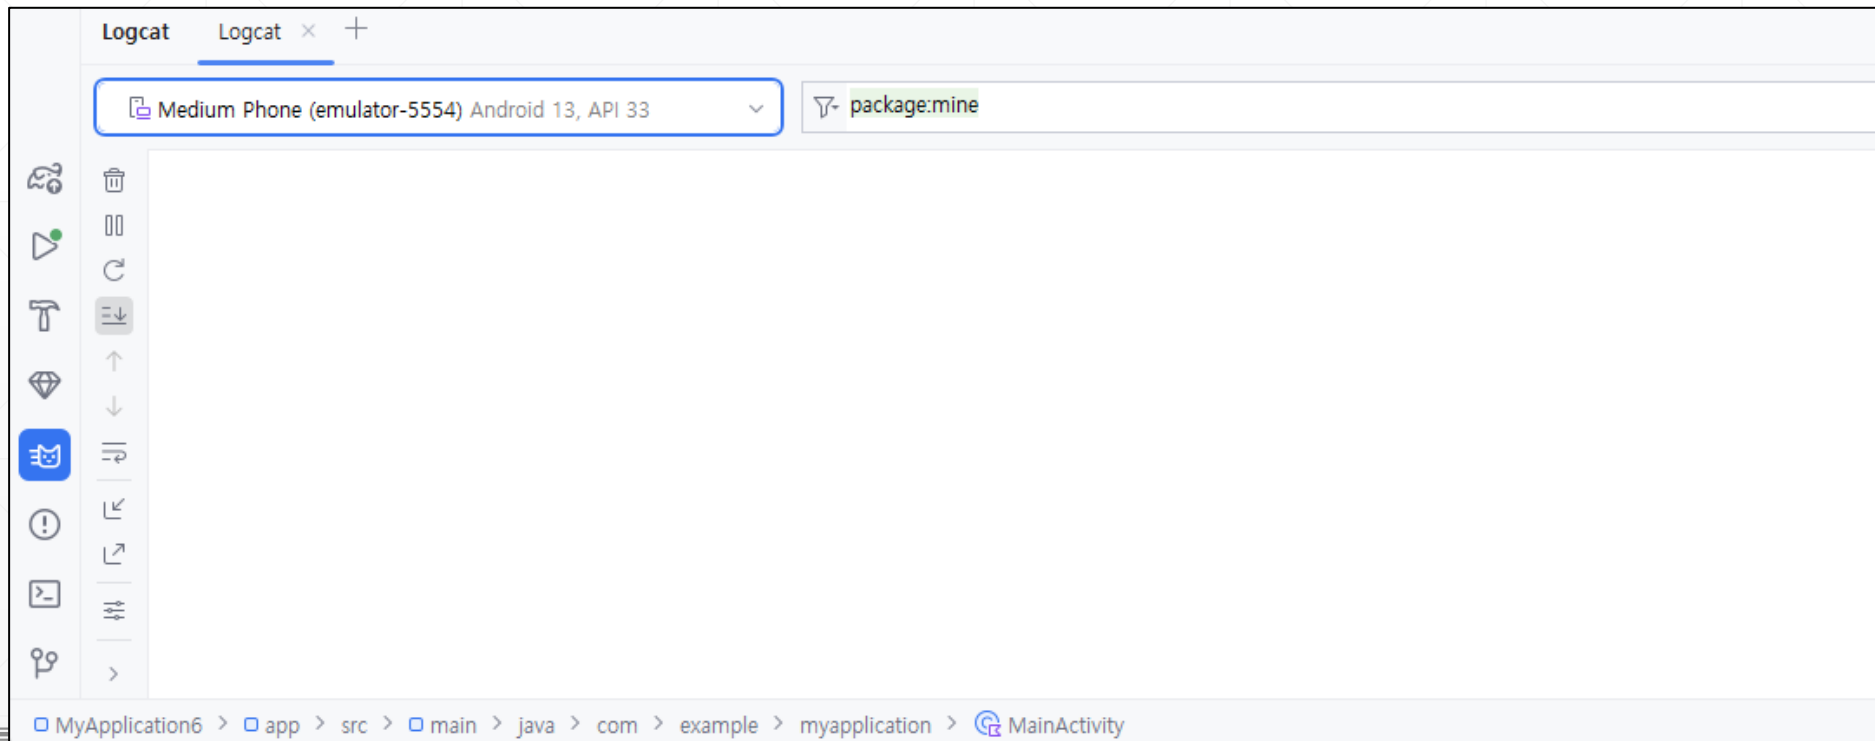 Logcat Logcat
Medium Phone (emulator-5554) Android 13, API 33 package:mine
MyApplication6 > app > src > main > java > com > example > myapplication > MainActivity